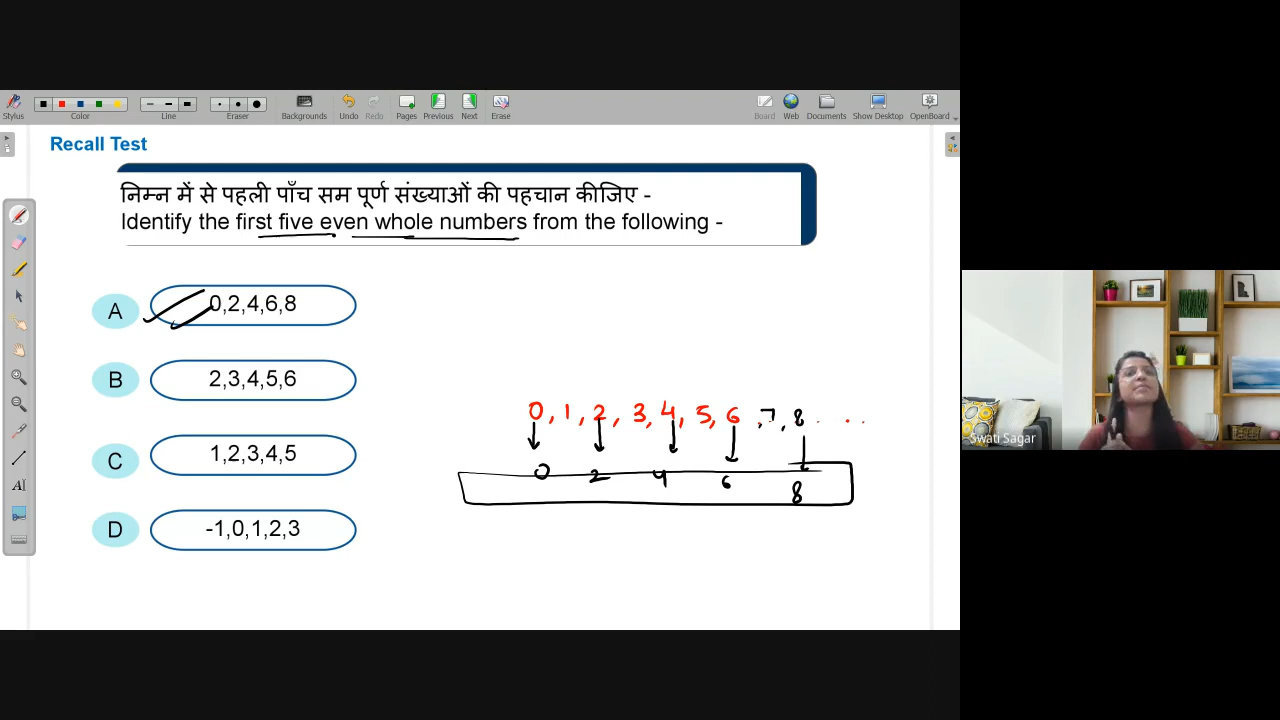 Stylus
Color
Line
Eraser
Backgrounds
Undo
Redo
Pages
Previous
Next
Erase
Board
Web
Documents
Show Desktop
OpenBoard
Recall Test
निम्न में से पहली पाँच सम पूर्ण संख्याओं की पहचान कीजिए -
Identify the first five even whole numbers from the following -
A 0,2,4,6,8
B 2,3,4,5,6
C 1,2,3,4,5
D -1,0,1,2,3
0, 1, 2, 3, 4, 5, 6, 7, 8 . . .
0 2 4 6 8
Swati Sagar